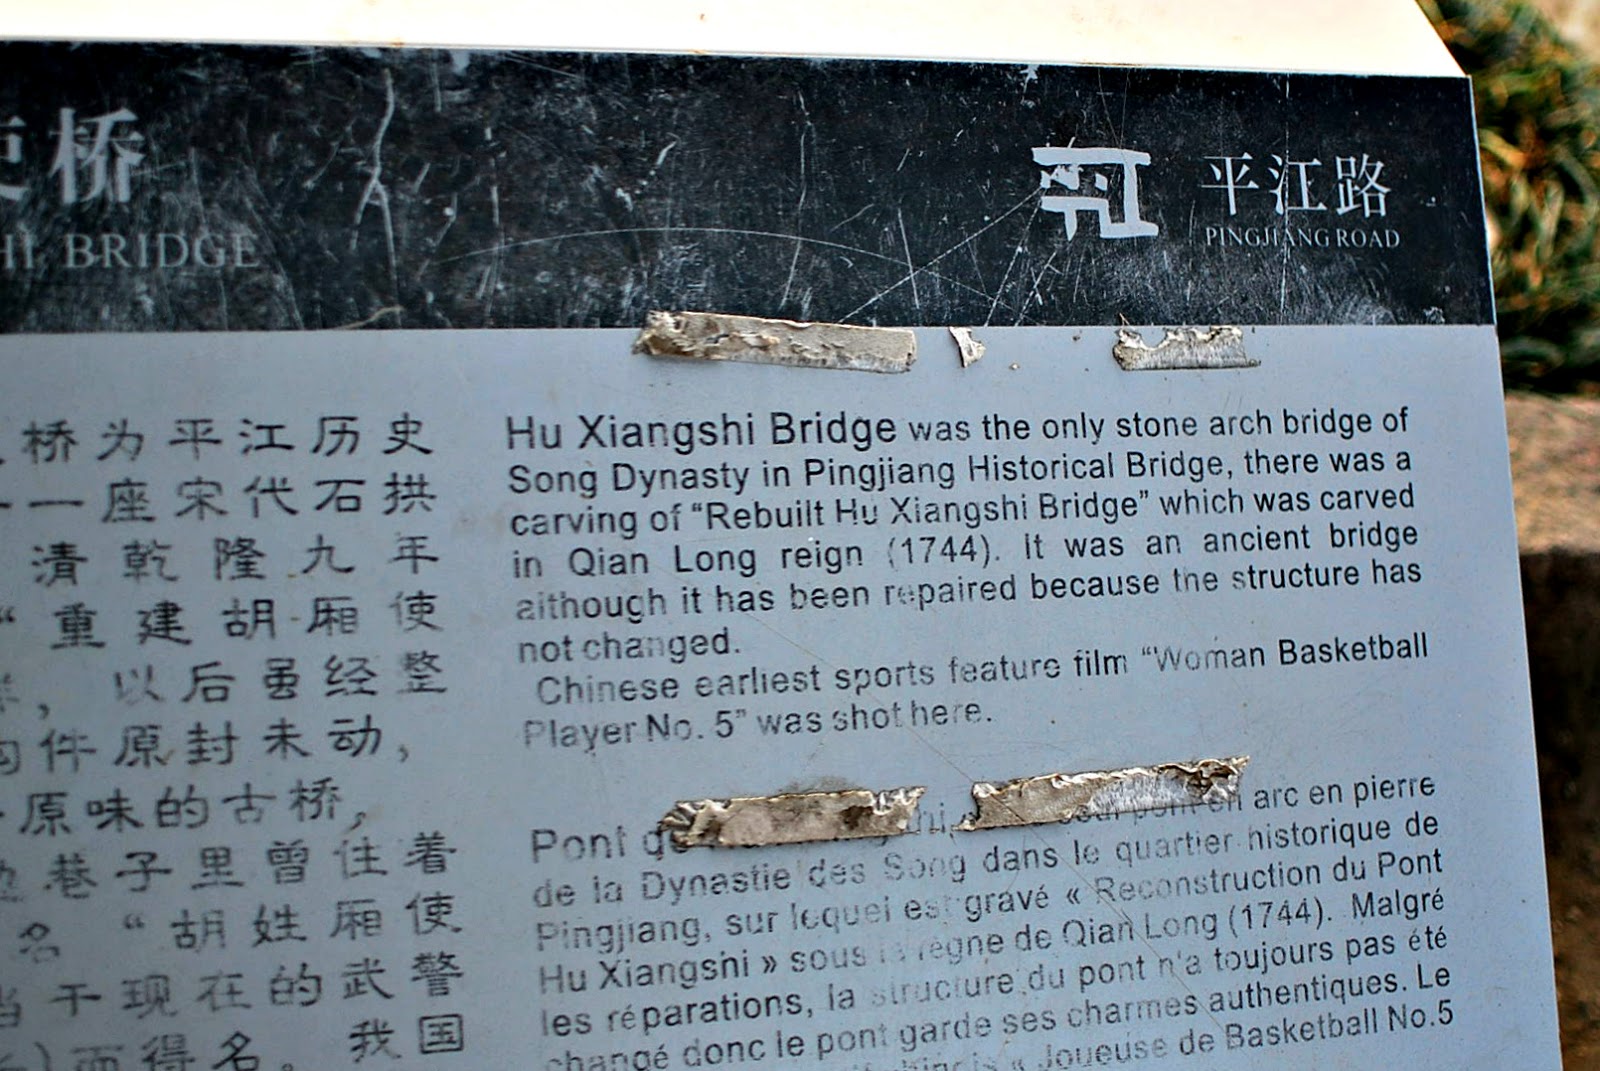 桥
BRIDGE
平江路
PINGJIANG ROAD
桥为平江历史
一座宋代石拱
清乾隆九年
“重建胡厢使
，以后虽经整
件原封未动，
原味的古桥，
巷子里曾住着
名“胡姓厢使
当于现在的武警
)而得名。我国
Hu Xiangshi Bridge was the only stone arch bridge of
Song Dynasty in Pingjiang Historical Bridge, there was a
carving of “Rebuilt Hu Xiangshi Bridge” which was carved
in Qian Long reign (1744). It was an ancient bridge
although it has been repaired because the structure has
not changed.
Chinese earliest sports feature film “Woman Basketball
Player No. 5” was shot here.
Pont arc en pierre
de la Dynastie des Song dans le quartier historique de
Pingjiang, sur lequel est gravé « Reconstruction du Pont
Hu Xiangshi » sous le règne de Qian Long (1744). Malgré
les réparations, la structure du pont n'a toujours pas été
changé donc le pont garde ses charmes authentiques. Le
« Joueuse de Basketball No.5